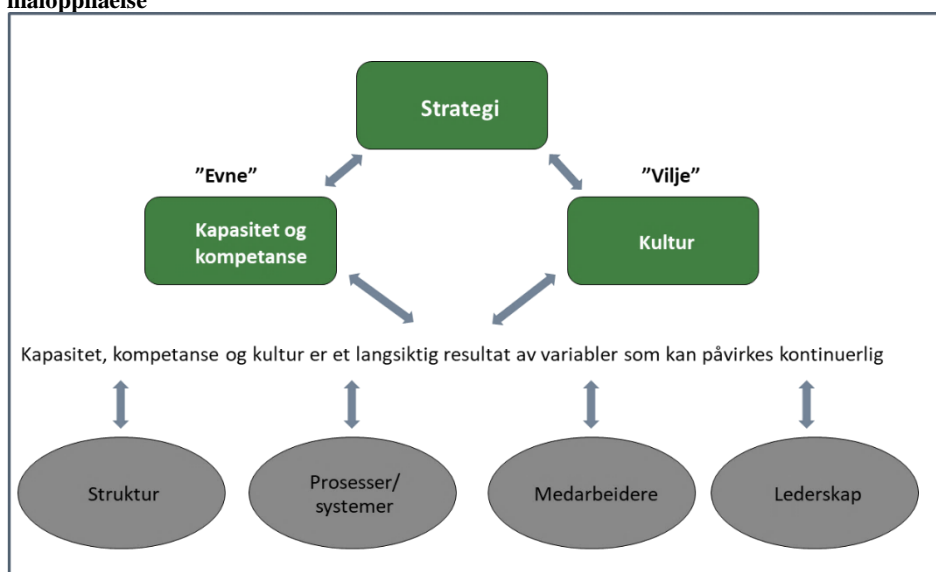 måloppnåelse
Strategi
"Evne"
"Vilje"
Kapasitet og
kompetanse
Kultur
Kapasitet, kompetanse og kultur er et langsiktig resultat av variabler som kan påvirkes kontinuerlig
Struktur
Prosesser/
systemer
Medarbeidere
Lederskap